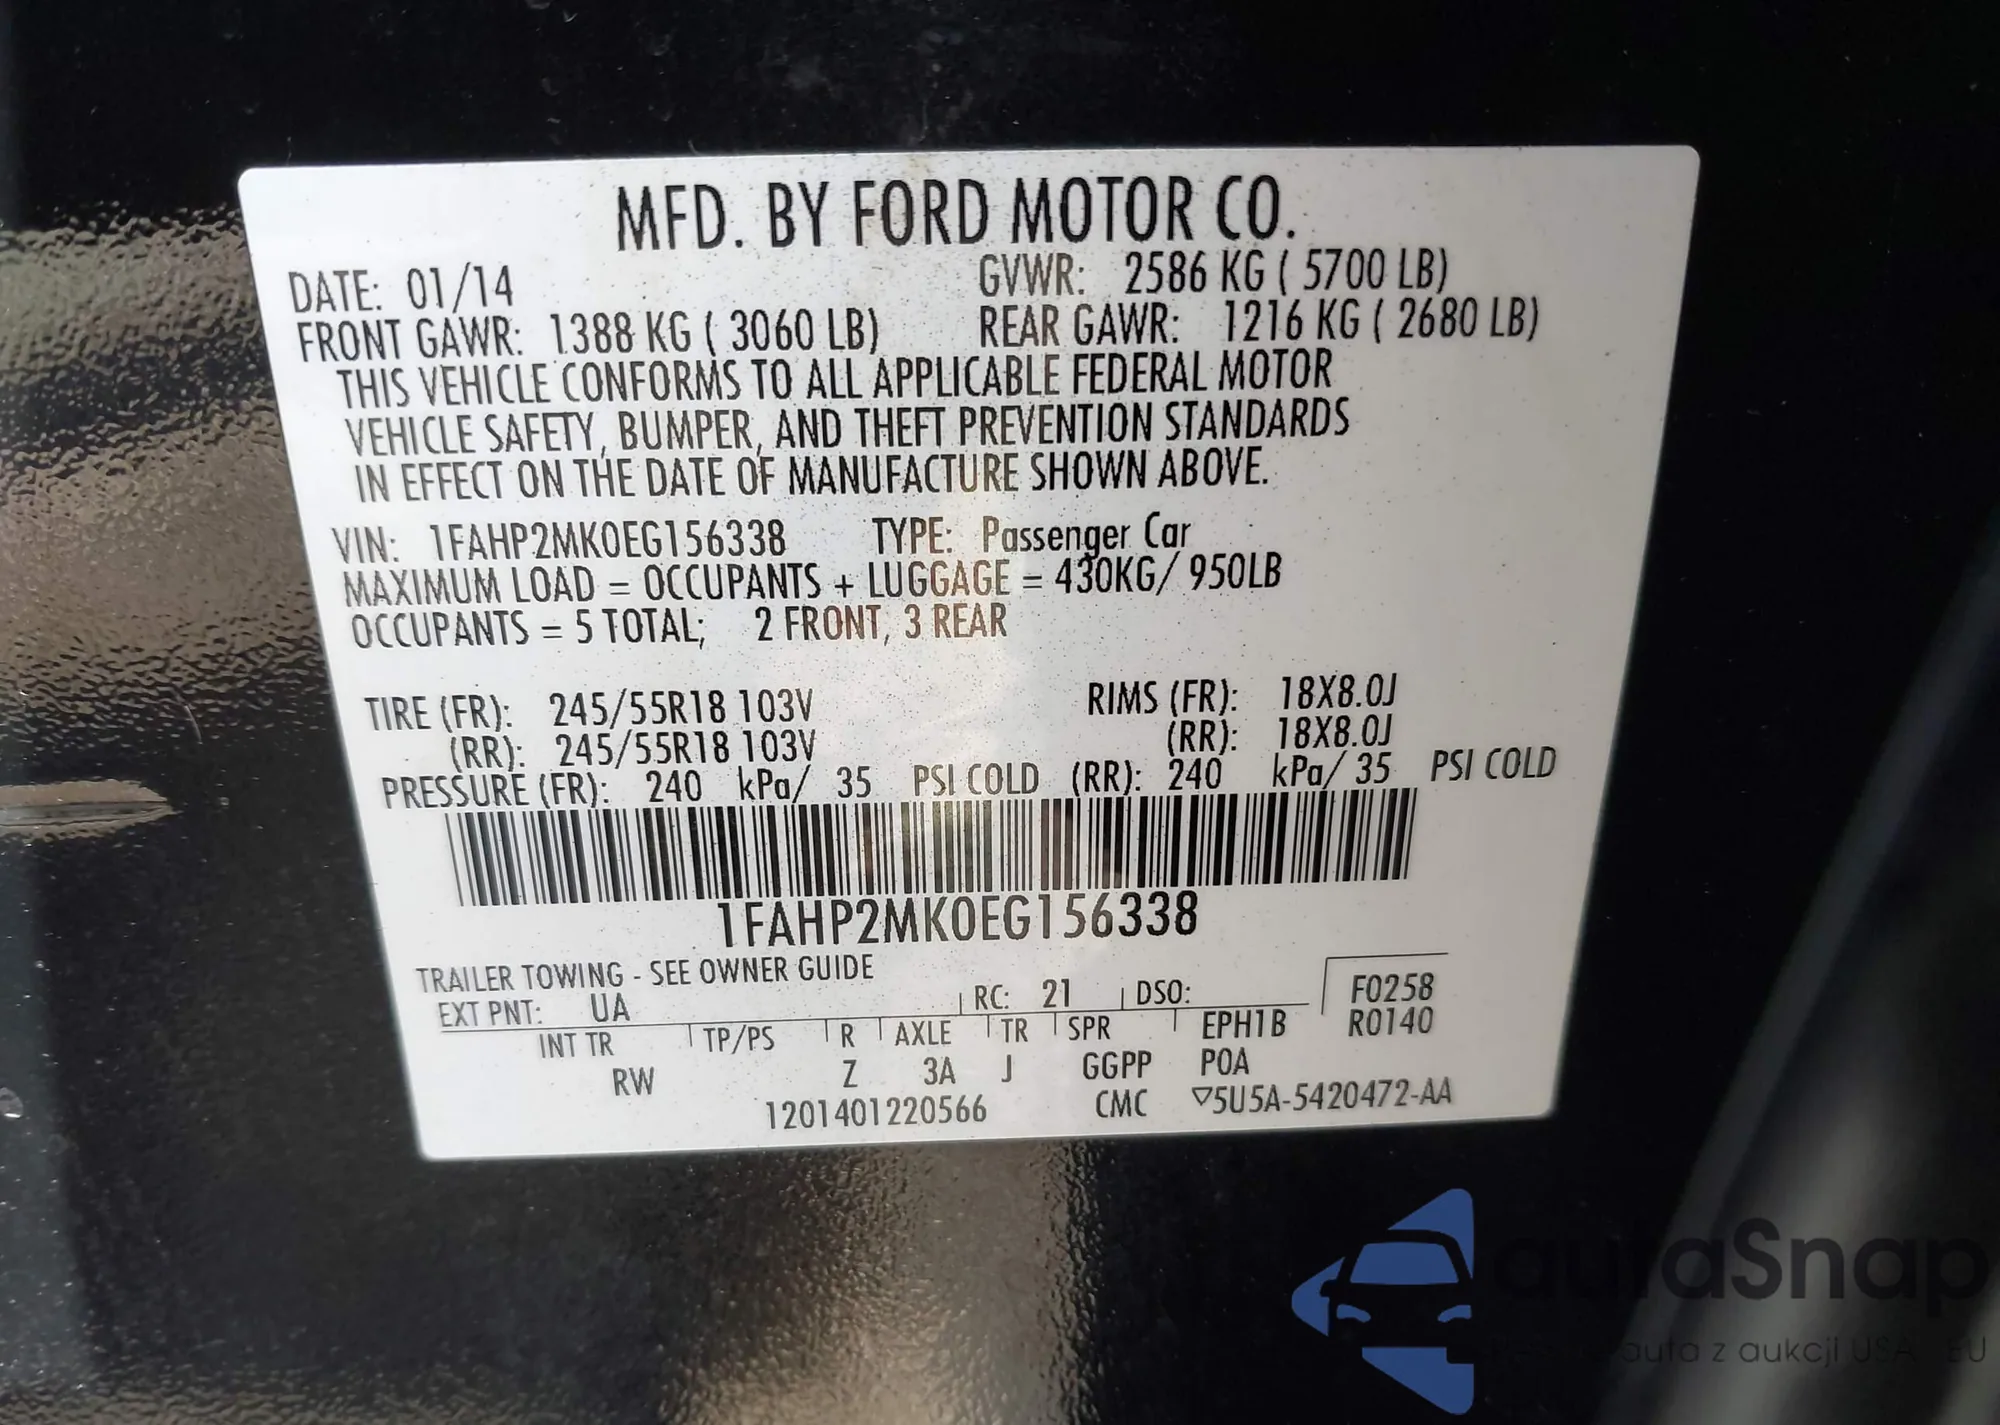 MFD. BY FORD MOTOR CO.
DATE: 01/14 GVWR: 2586 KG ( 5700 LB)
FRONT GAWR: 1388 KG ( 3060 LB) REAR GAWR: 1216 KG ( 2680 LB)
THIS VEHICLE CONFORMS TO ALL APPLICABLE FEDERAL MOTOR
VEHICLE SAFETY, BUMPER, AND THEFT PREVENTION STANDARDS
IN EFFECT ON THE DATE OF MANUFACTURE SHOWN ABOVE.
VIN: 1FAHP2MK0EG156338 TYPE: Passenger Car
MAXIMUM LOAD = OCCUPANTS + LUGGAGE = 430KG/ 950LB
OCCUPANTS = 5 TOTAL; 2 FRONT, 3 REAR
TIRE (FR): 245/55R18 103V RIMS (FR): 18X8.0J
(RR): 245/55R18 103V (RR): 18X8.0J
PRESSURE (FR): 240 kPa/ 35 PSI COLD (RR): 240 kPa/ 35 PSI COLD
1FAHP2MK0EG156338
TRAILER TOWING - SEE OWNER GUIDE
EXT PNT: UA RC: 21 DSO: F0258
INT TR TP/PS R AXLE TR SPR EPH1B R0140
RW Z 3A J GGPP POA
1201401220566 CMC ▽5U5A-5420472-AA
auraSnap
auta z aukcji USA EU